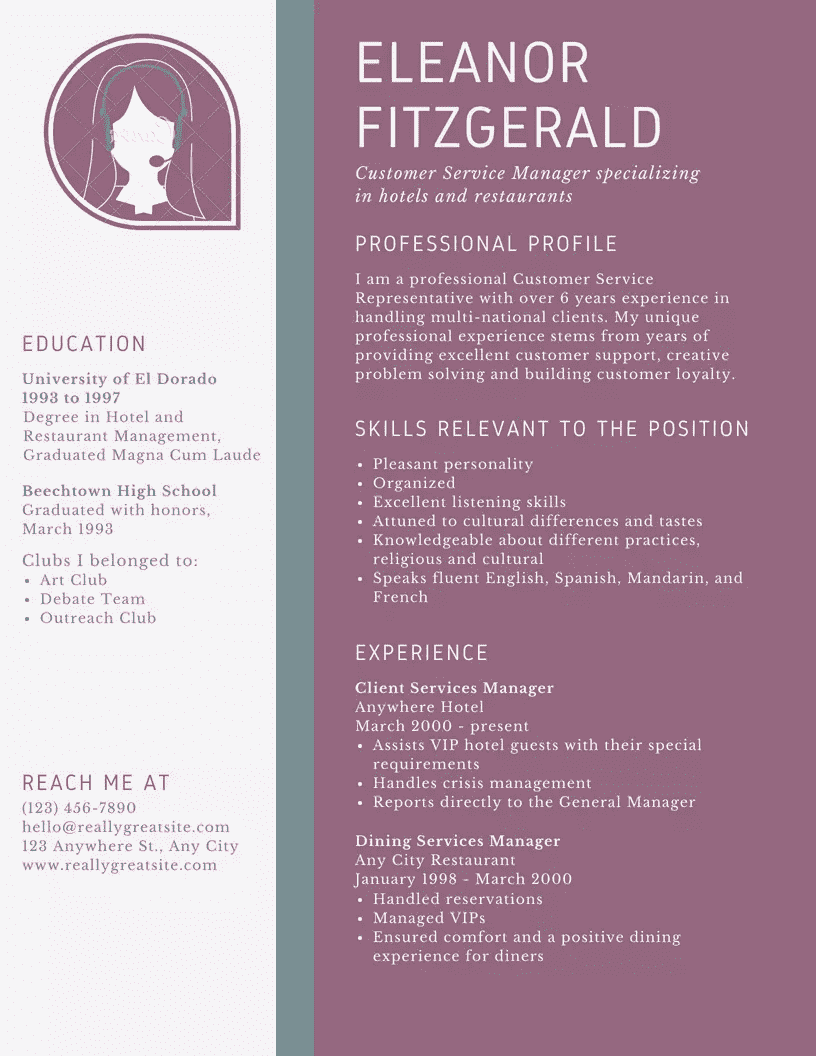 ELEANOR
FITZGERALD
Customer Service Manager specializing
in hotels and restaurants
PROFESSIONAL PROFILE
I am a professional Customer Service
Representative with over 6 years experience in
handling multi-national clients. My unique
professional experience stems from years of
providing excellent customer support, creative
problem solving and building customer loyalty.
SKILLS RELEVANT TO THE POSITION
• Pleasant personality
• Organized
• Excellent listening skills
• Attuned to cultural differences and tastes
• Knowledgeable about different practices,
religious and cultural
• Speaks fluent English, Spanish, Mandarin, and
French
EXPERIENCE
Client Services Manager
Anywhere Hotel
March 2000 - present
• Assists VIP hotel guests with their special
requirements
• Handles crisis management
• Reports directly to the General Manager
Dining Services Manager
Any City Restaurant
January 1998 - March 2000
• Handled reservations
• Managed VIPs
• Ensured comfort and a positive dining
experience for diners
EDUCATION
University of El Dorado
1993 to 1997
Degree in Hotel and
Restaurant Management,
Graduated Magna Cum Laude
Beechtown High School
Graduated with honors,
March 1993
Clubs I belonged to:
• Art Club
• Debate Team
• Outreach Club
REACH ME AT
(123) 456-7890
hello@reallygreatsite.com
123 Anywhere St., Any City
www.reallygreatsite.com